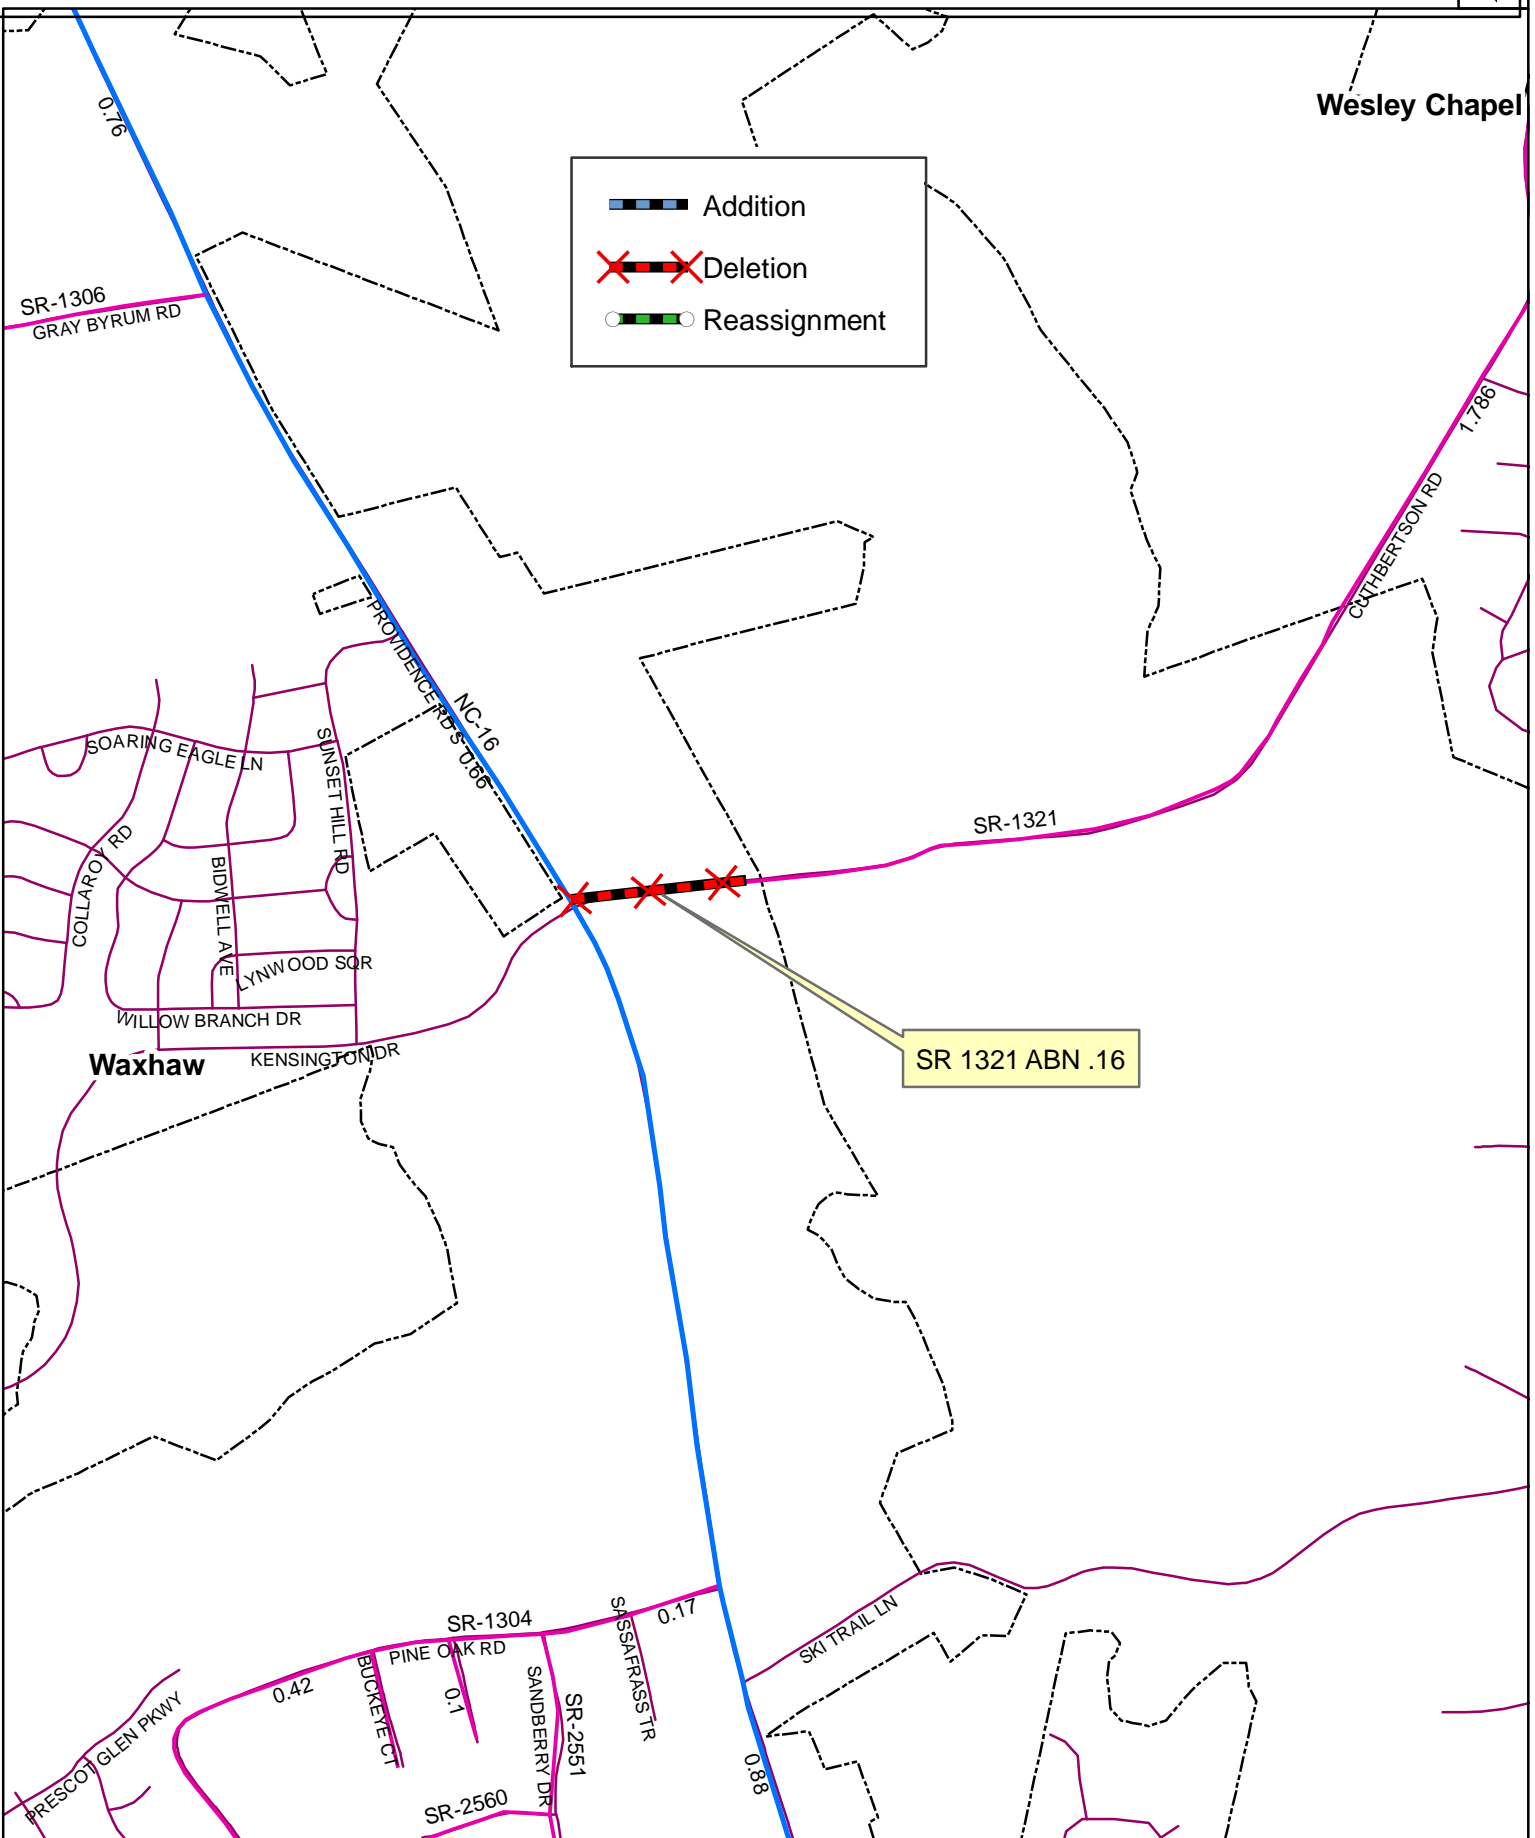 Wesley Chapel
0.76
Addition
Deletion
Reassignment
SR-1306
GRAY BYRUM RD
1.786
CUTHBERTSON RD
PROVIDENCE RD S
NC-16
0.66
SOARING EAGLE LN
SUNSET HILL RD
SR-1321
COLLAROY RD
BIDWELL AVE
LYNWOOD SQR
WILLOW BRANCH DR
KENSINGTON DR
Waxhaw
SR 1321 ABN .16
SR-1304
PINE OAK RD
0.17
SASSAFRASS TR
SKI TRAIL LN
0.42
BUCKEYE CT
0.1
SANDBERRY DR
SR-2551
PRESCOT GLEN PKWY
0.88
SR-2560